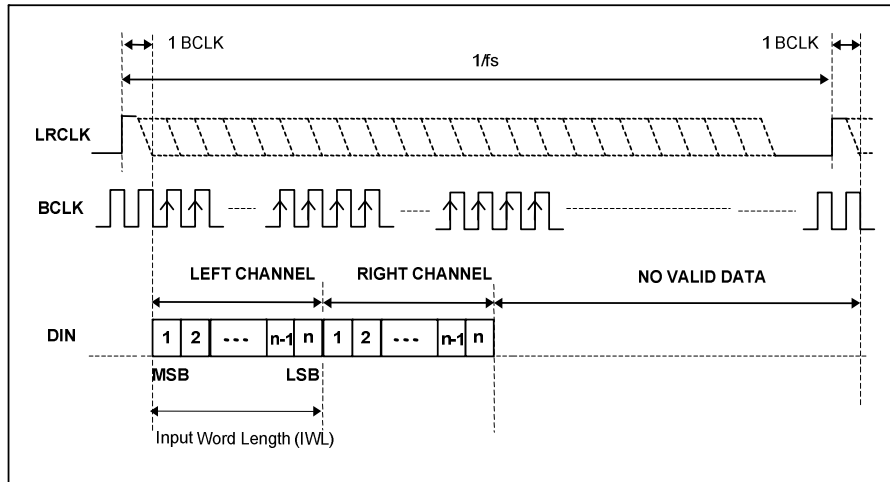 1 BCLK 1 BCLK
1/fs
LRCLK
BCLK
LEFT CHANNEL RIGHT CHANNEL NO VALID DATA
DIN 1 2 --- n-1 n 1 2 --- n-1 n
MSB LSB
Input Word Length (IWL)